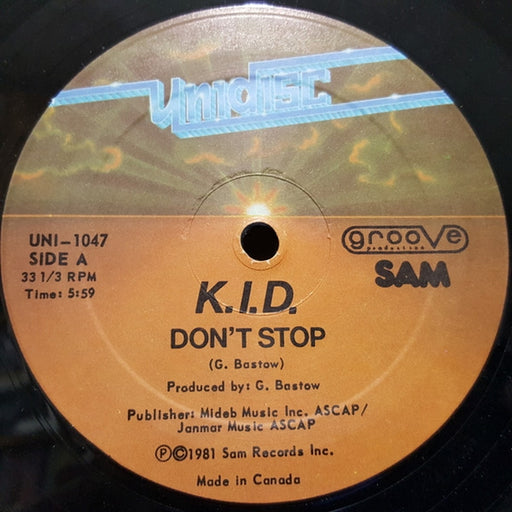 Unidisc
UNI-1047
SIDE A
33 1/3 RPM
Time: 5:59
groove
production
SAM
K.I.D.
DON'T STOP
(G. Bastow)
Produced by: G. Bastow
Publisher: Mideb Music Inc. ASCAP/
Janmar Music ASCAP
Ⓟ©1981 Sam Records Inc.
Made in Canada